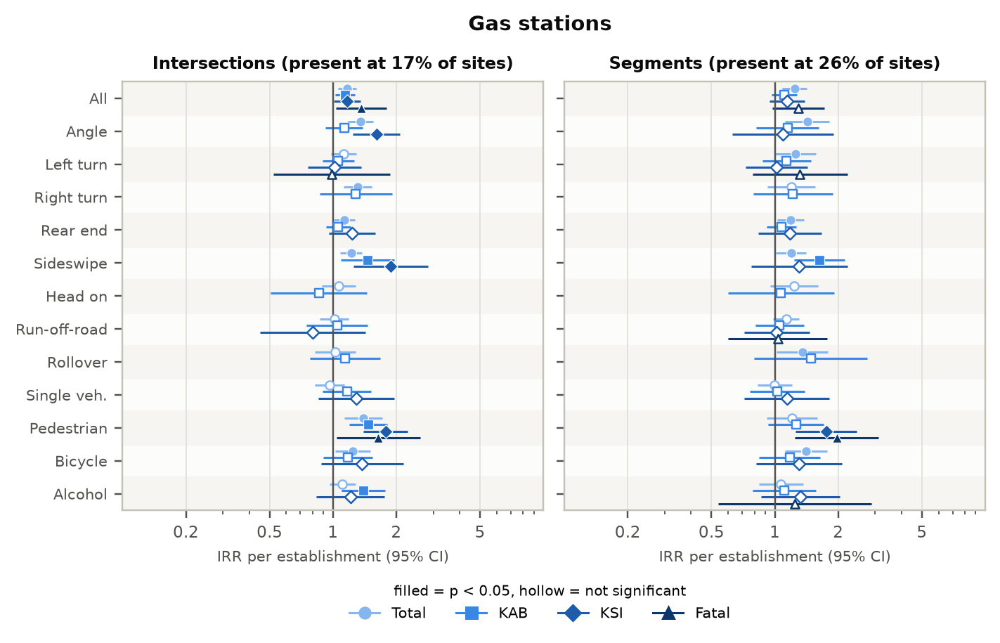 Gas stations
Intersections (present at 17% of sites)
Segments (present at 26% of sites)
All
Angle
Left turn
Right turn
Rear end
Sideswipe
Head on
Run-off-road
Rollover
Single veh.
Pedestrian
Bicycle
Alcohol
0.2 0.5 1 2 5
0.2 0.5 1 2 5
IRR per establishment (95% CI)
IRR per establishment (95% CI)
filled = p < 0.05, hollow = not significant
Total KAB KSI Fatal